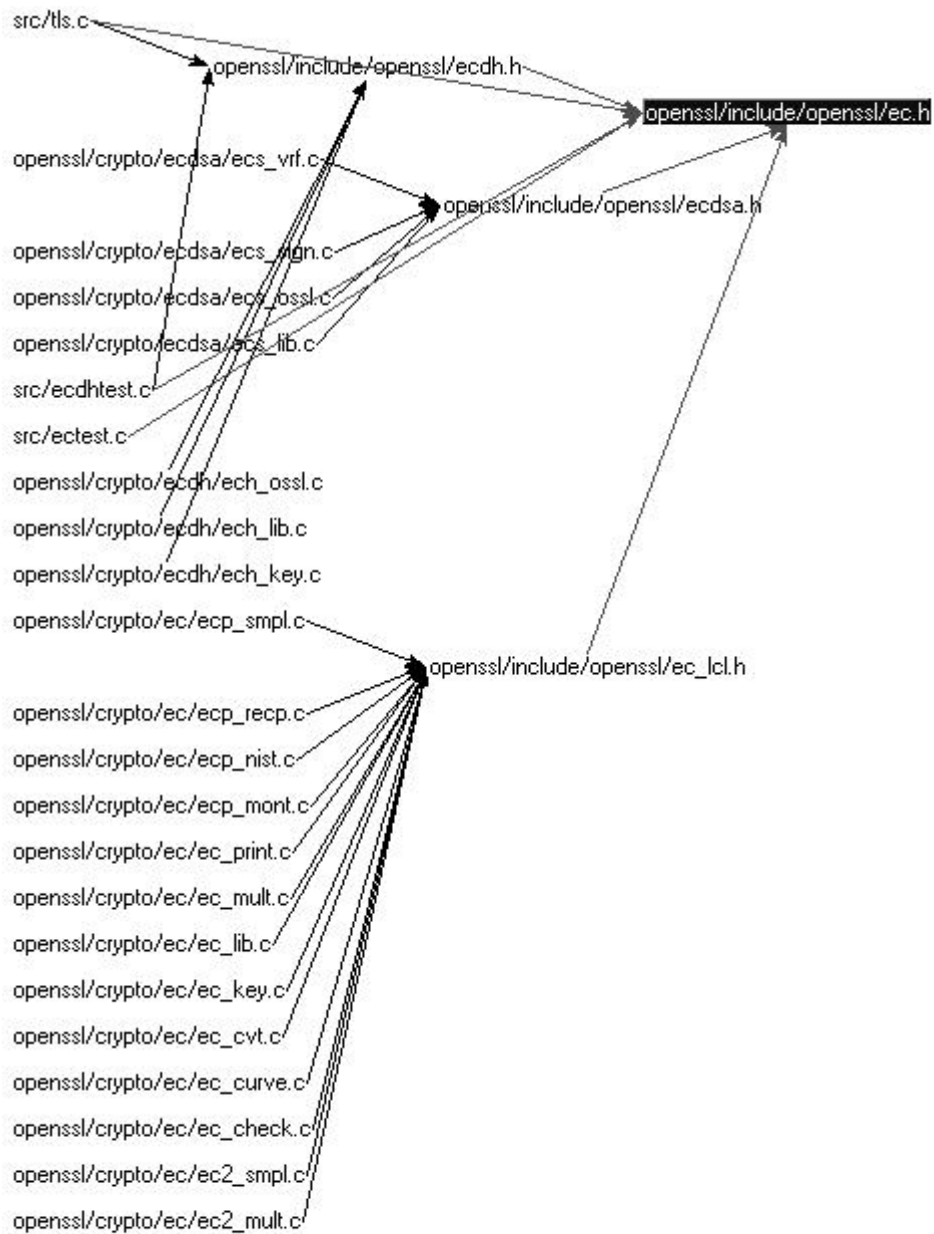 src/tls.c
openssl/include/openssl/ecdh.h
openssl/include/openssl/ec.h
openssl/crypto/ecdsa/ecs_vrf.c
openssl/include/openssl/ecdsa.h
openssl/crypto/ecdsa/ecs_sign.c
openssl/crypto/ecdsa/ecs_ossl.c
openssl/crypto/ecdsa/ecs_lib.c
src/ecdhtest.c
src/ectest.c
openssl/crypto/ecdh/ech_ossl.c
openssl/crypto/ecdh/ech_lib.c
openssl/crypto/ecdh/ech_key.c
openssl/crypto/ec/ecp_smpl.c
openssl/include/openssl/ec_lcl.h
openssl/crypto/ec/ecp_recp.c
openssl/crypto/ec/ecp_nist.c
openssl/crypto/ec/ecp_mont.c
openssl/crypto/ec/ec_print.c
openssl/crypto/ec/ec_mult.c
openssl/crypto/ec/ec_lib.c
openssl/crypto/ec/ec_key.c
openssl/crypto/ec/ec_cvt.c
openssl/crypto/ec/ec_curve.c
openssl/crypto/ec/ec_check.c
openssl/crypto/ec/ec2_smpl.c
openssl/crypto/ec/ec2_mult.c